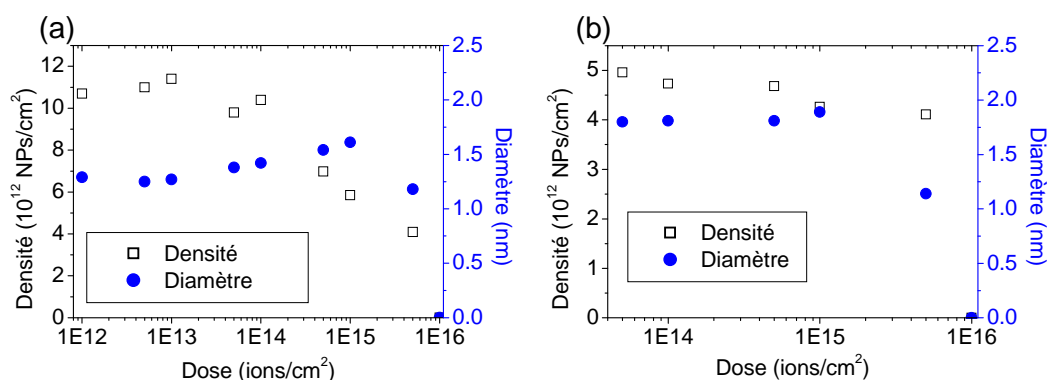 (a)
Densité (10¹² NPs/cm²)
12
10
8
6
4
2
0
2.5
2.0
1.5
1.0
0.5
0.0
Diamètre (nm)
Densité
Diamètre
1E12 1E13 1E14 1E15 1E16
Dose (ions/cm²)
(b)
Densité (10¹² NPs/cm²)
5
4
3
2
1
0
2.5
2.0
1.5
1.0
0.5
0.0
Diamètre (nm)
Densité
Diamètre
1E14 1E15 1E16
Dose (ions/cm²)